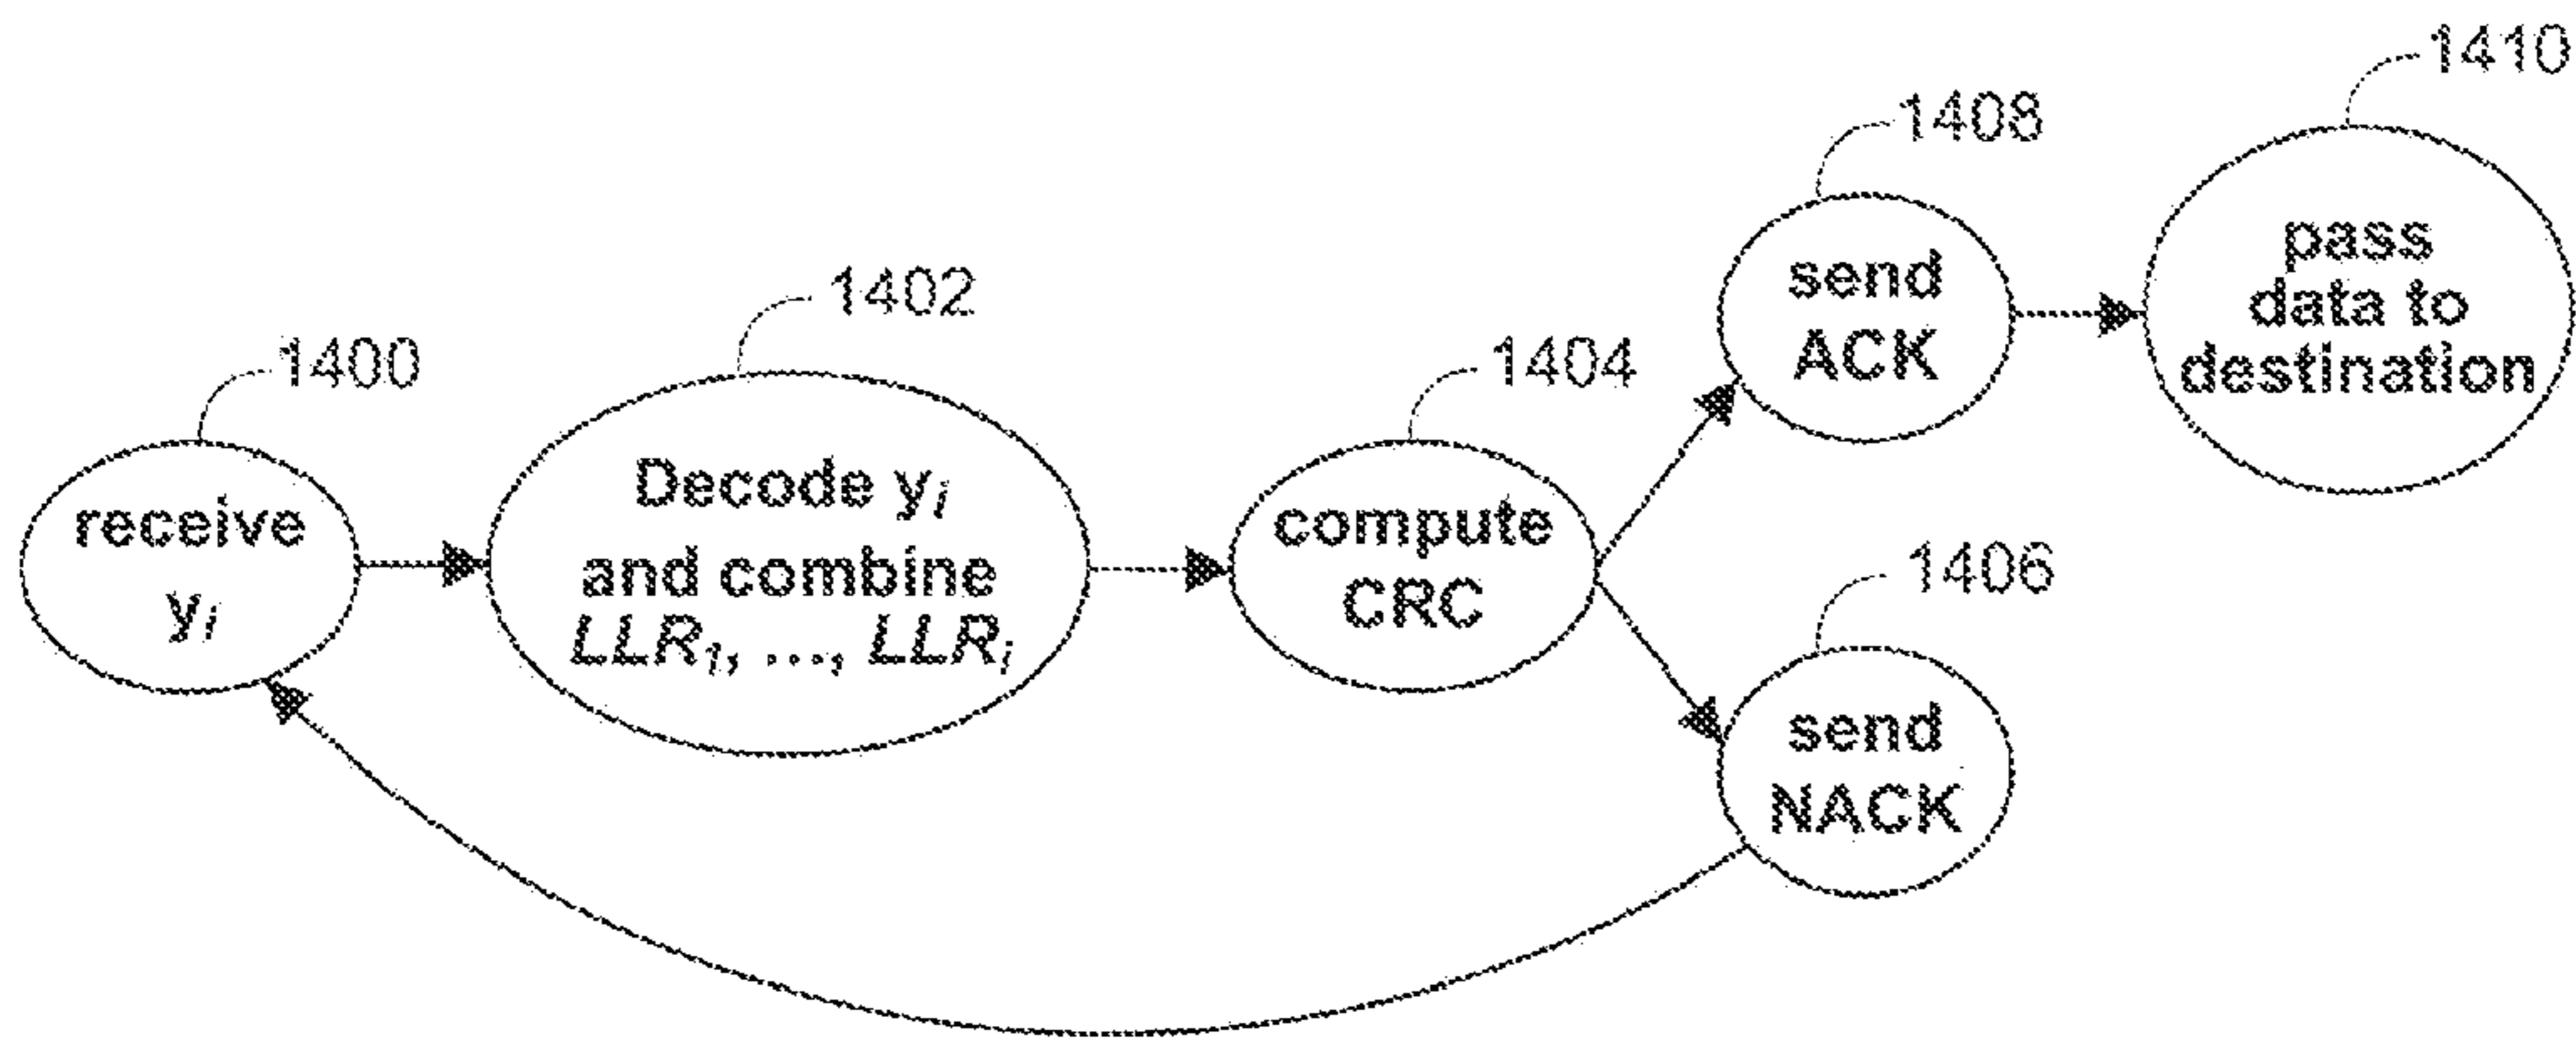 1410
1408
pass
data to
destination
send
ACK
1402
1400
1404
Decode yi
and combine
LLR1, ..., LLRi
receive
yi
compute
CRC
1406
send
NACK